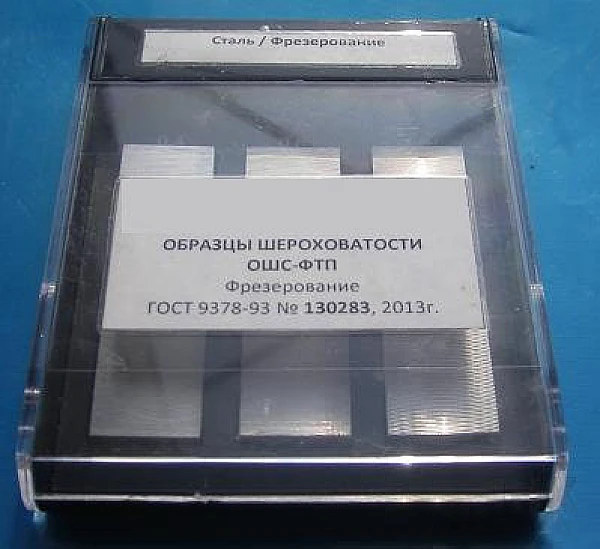 Сталь / Фрезерование
ОБРАЗЦЫ ШЕРОХОВАТОСТИ
ОШС-ФТП
Фрезерование
ГОСТ 9378-93 № 130283, 2013г.